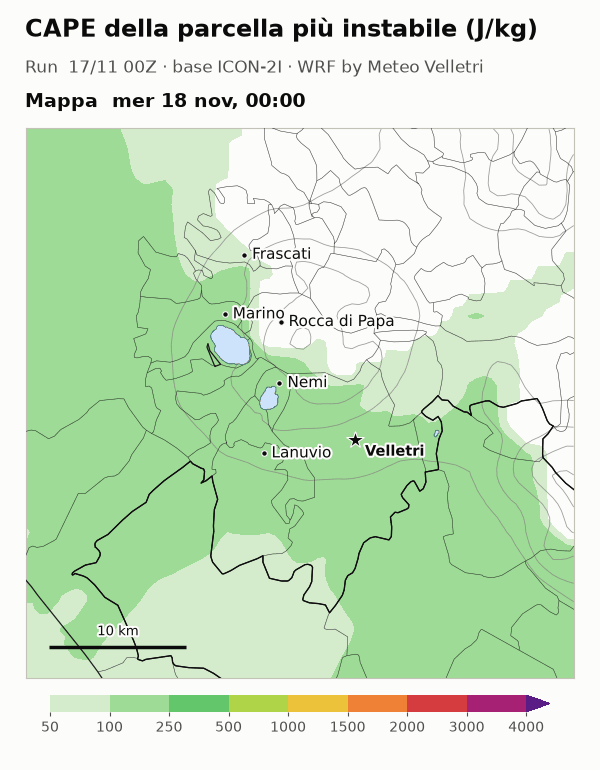 CAPE della parcella più instabile (J/kg)
Run  17/11 00Z · base ICON-2I · WRF by Meteo Velletri
Mappa  mer 18 nov, 00:00
Frascati
Marino
Rocca di Papa
Nemi
Velletri
Lanuvio
10 km
50 100 250 500 1000 1500 2000 3000 4000